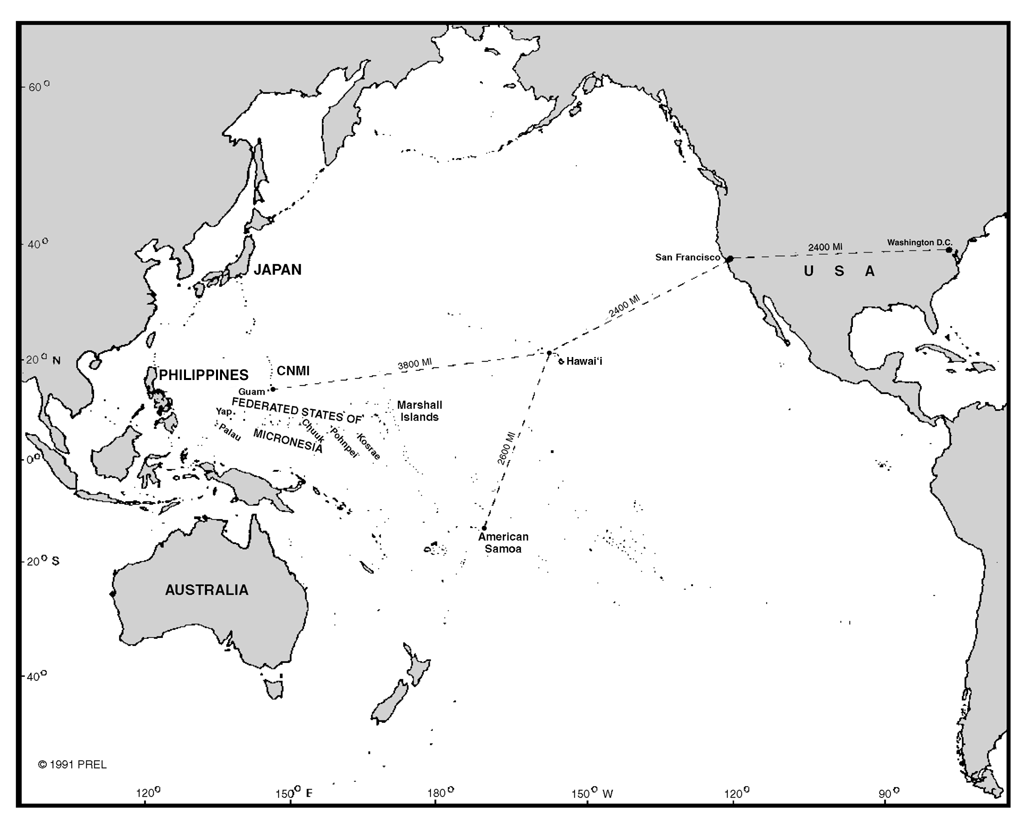 60°
40°
Washington D.C.
2400 MI
San Francisco
U S A
JAPAN
2400 MI
20° N
3800 MI
Hawai‘i
PHILIPPINES
CNMI
Guam
FEDERATED STATES OF
MICRONESIA
Marshall
Islands
Yap
Palau
Chuuk
Pohnpei
Kosrae
2600 MI
0°
American
Samoa
20° S
AUSTRALIA
40°
© 1991 PREL
120° 150° E 180° 150° W 120° 90°